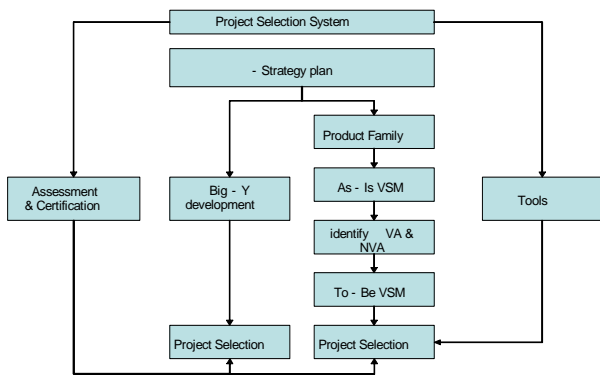 Project Selection System
- Strategy plan
Product Family
Assessment
& Certification
Big - Y
development
As - Is VSM
Tools
identify VA &
NVA
To - Be VSM
Project Selection
Project Selection